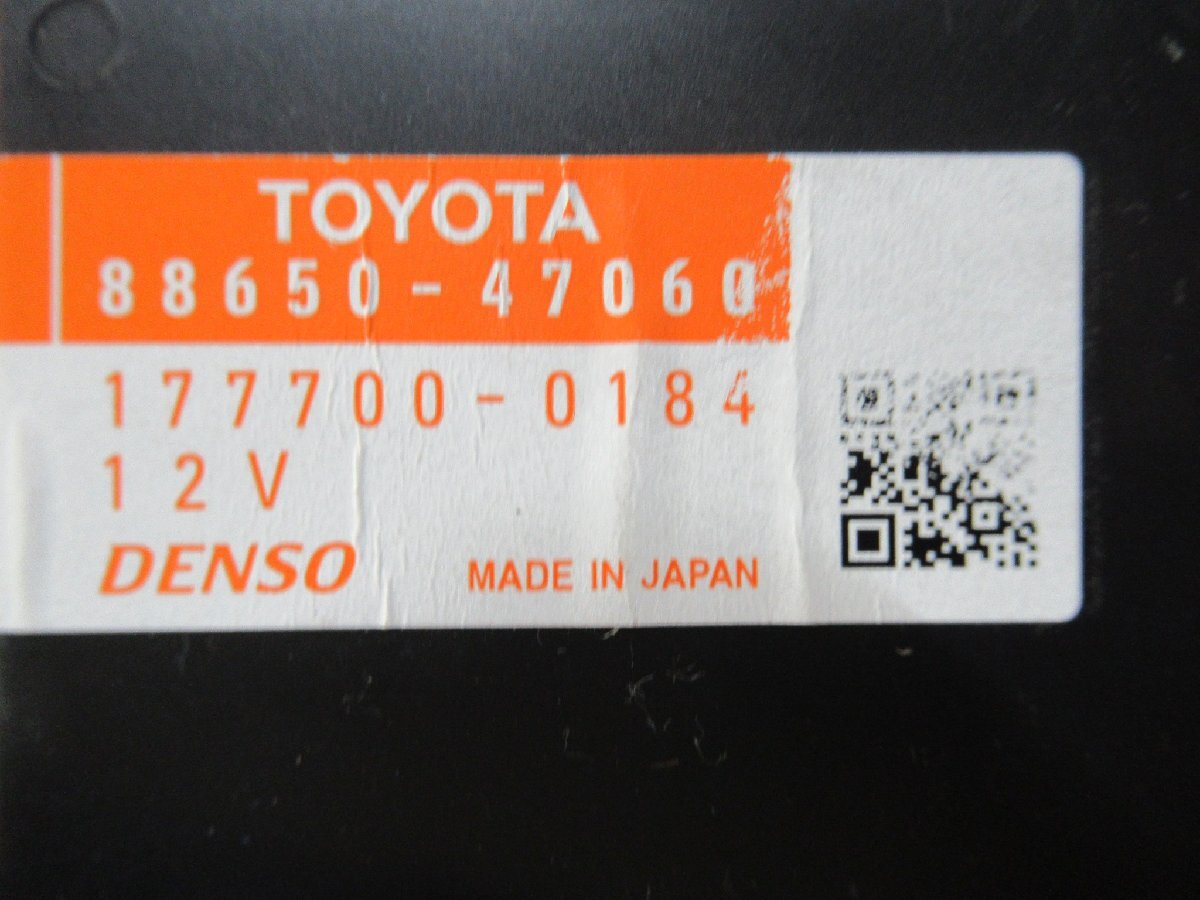 TOYOTA
88650-47060
177700-0184
12V
DENSO
MADE IN JAPAN